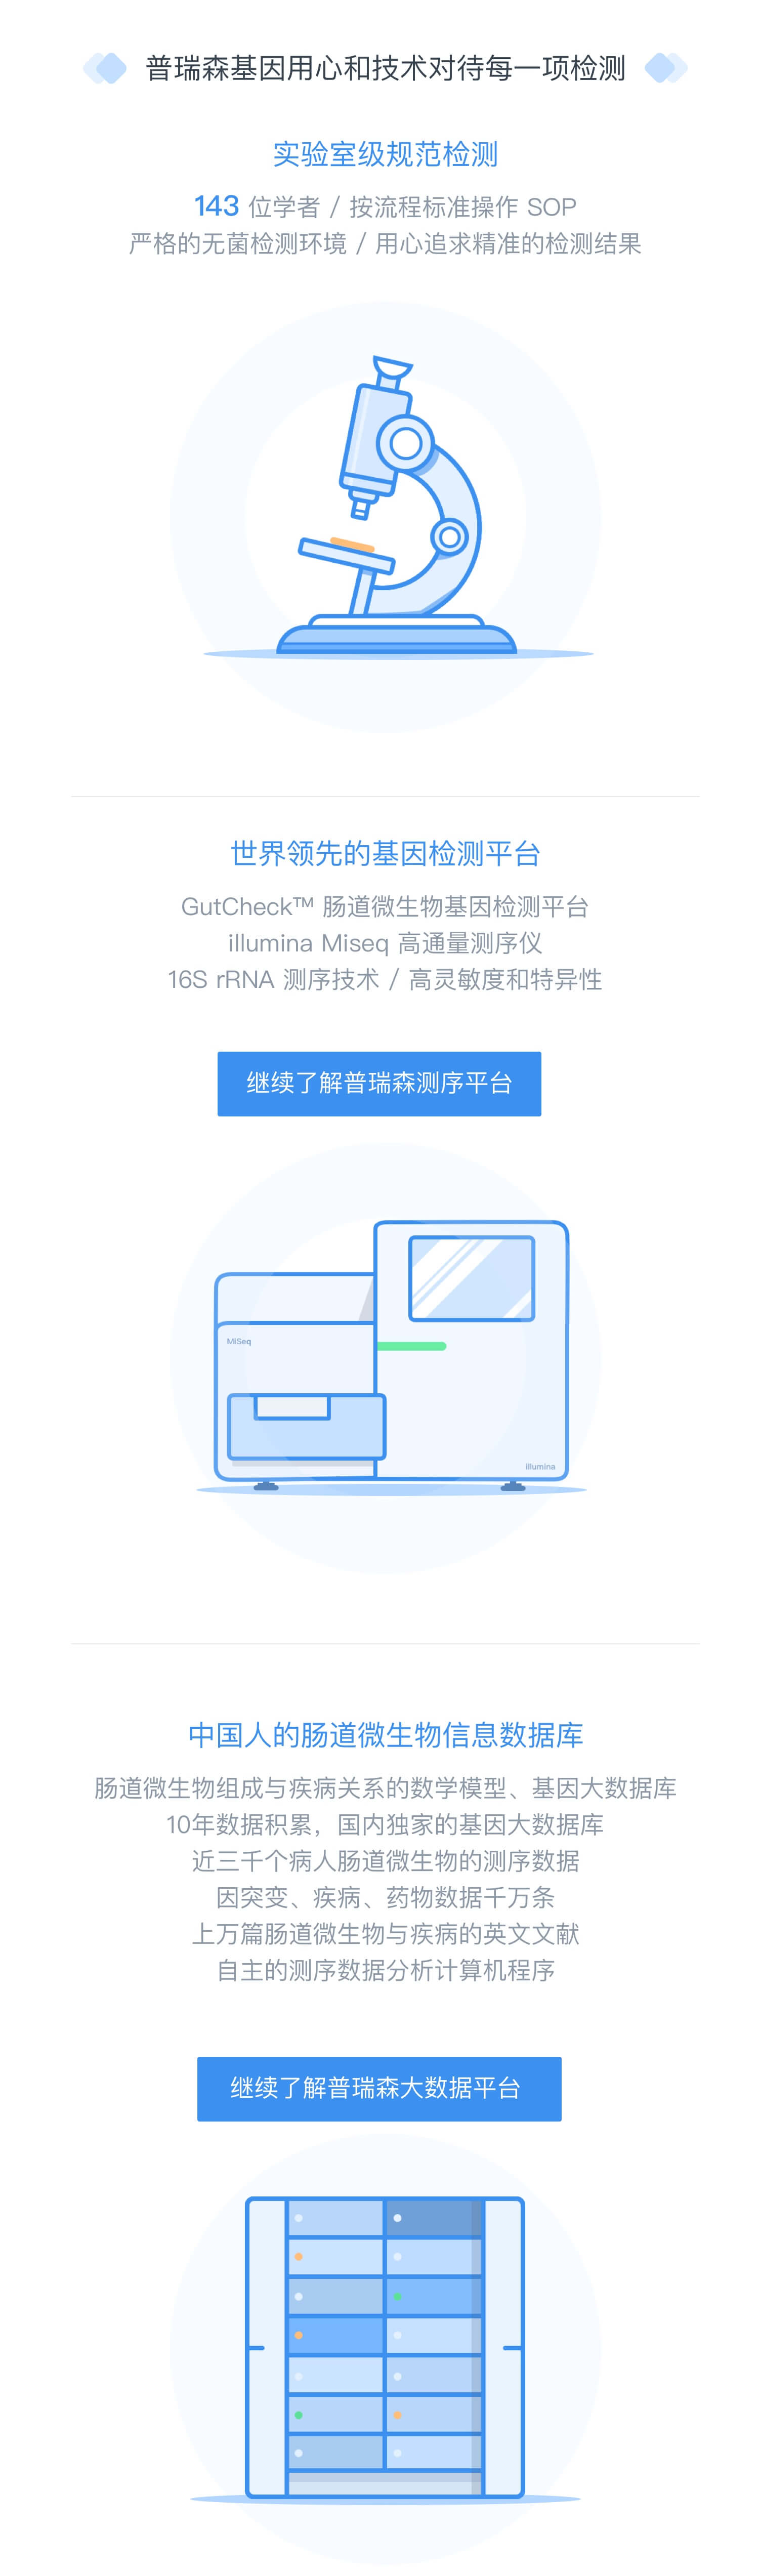 普瑞森基因用心和技术对待每一项检测
实验室级规范检测
143 位学者 / 按流程标准操作 SOP
严格的无菌检测环境 / 用心追求精准的检测结果
世界领先的基因检测平台
GutCheck™ 肠道微生物基因检测平台
illumina Miseq 高通量测序仪
16S rRNA 测序技术 / 高灵敏度和特异性
继续了解普瑞森测序平台
MiSeq
illumina
中国人的肠道微生物信息数据库
肠道微生物组成与疾病关系的数学模型、基因大数据库
10年数据积累，国内独家的基因大数据库
近三千个病人肠道微生物的测序数据
因突变、疾病、药物数据千万条
上万篇肠道微生物与疾病的英文文献
自主的测序数据分析计算机程序
继续了解普瑞森大数据平台